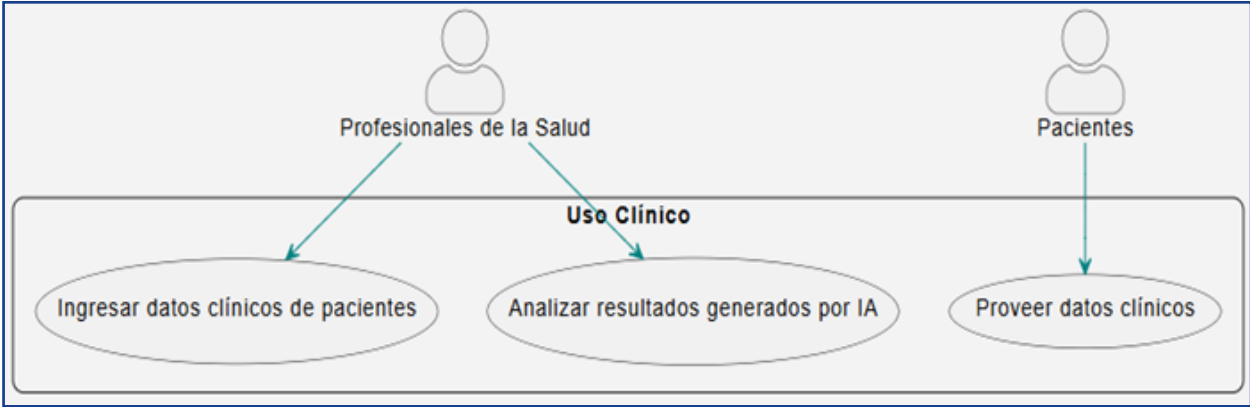 Profesionales de la Salud
Pacientes
Uso Clínico
Ingresar datos clínicos de pacientes
Analizar resultados generados por IA
Proveer datos clínicos